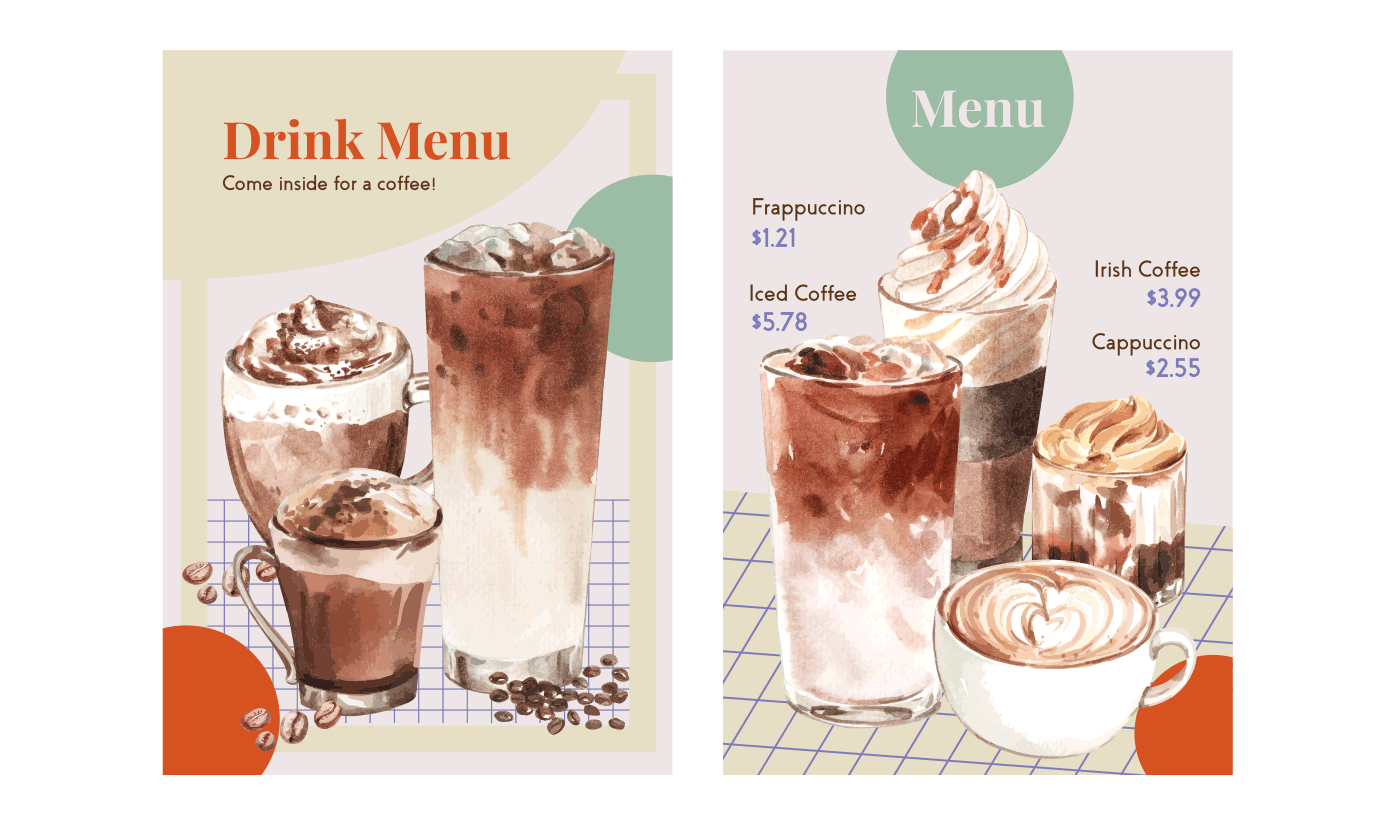 Drink Menu
Come inside for a coffee!
Menu
Frappuccino
$1.21
Iced Coffee
$5.78
Irish Coffee
$3.99
Cappuccino
$2.55